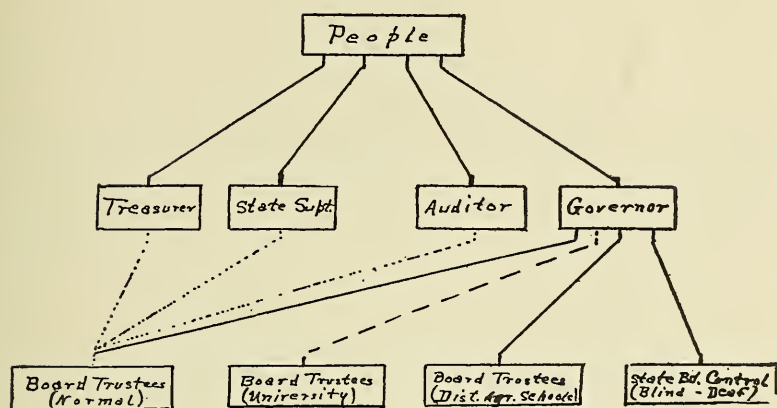 People
Treasurer
State Supt.
Auditor
Governor
Board Trustees
(Normal)
Board Trustees
(University)
Board Trustees
(Dist. Agr. Schools)
State Bd. Control
(Blind - Deaf)